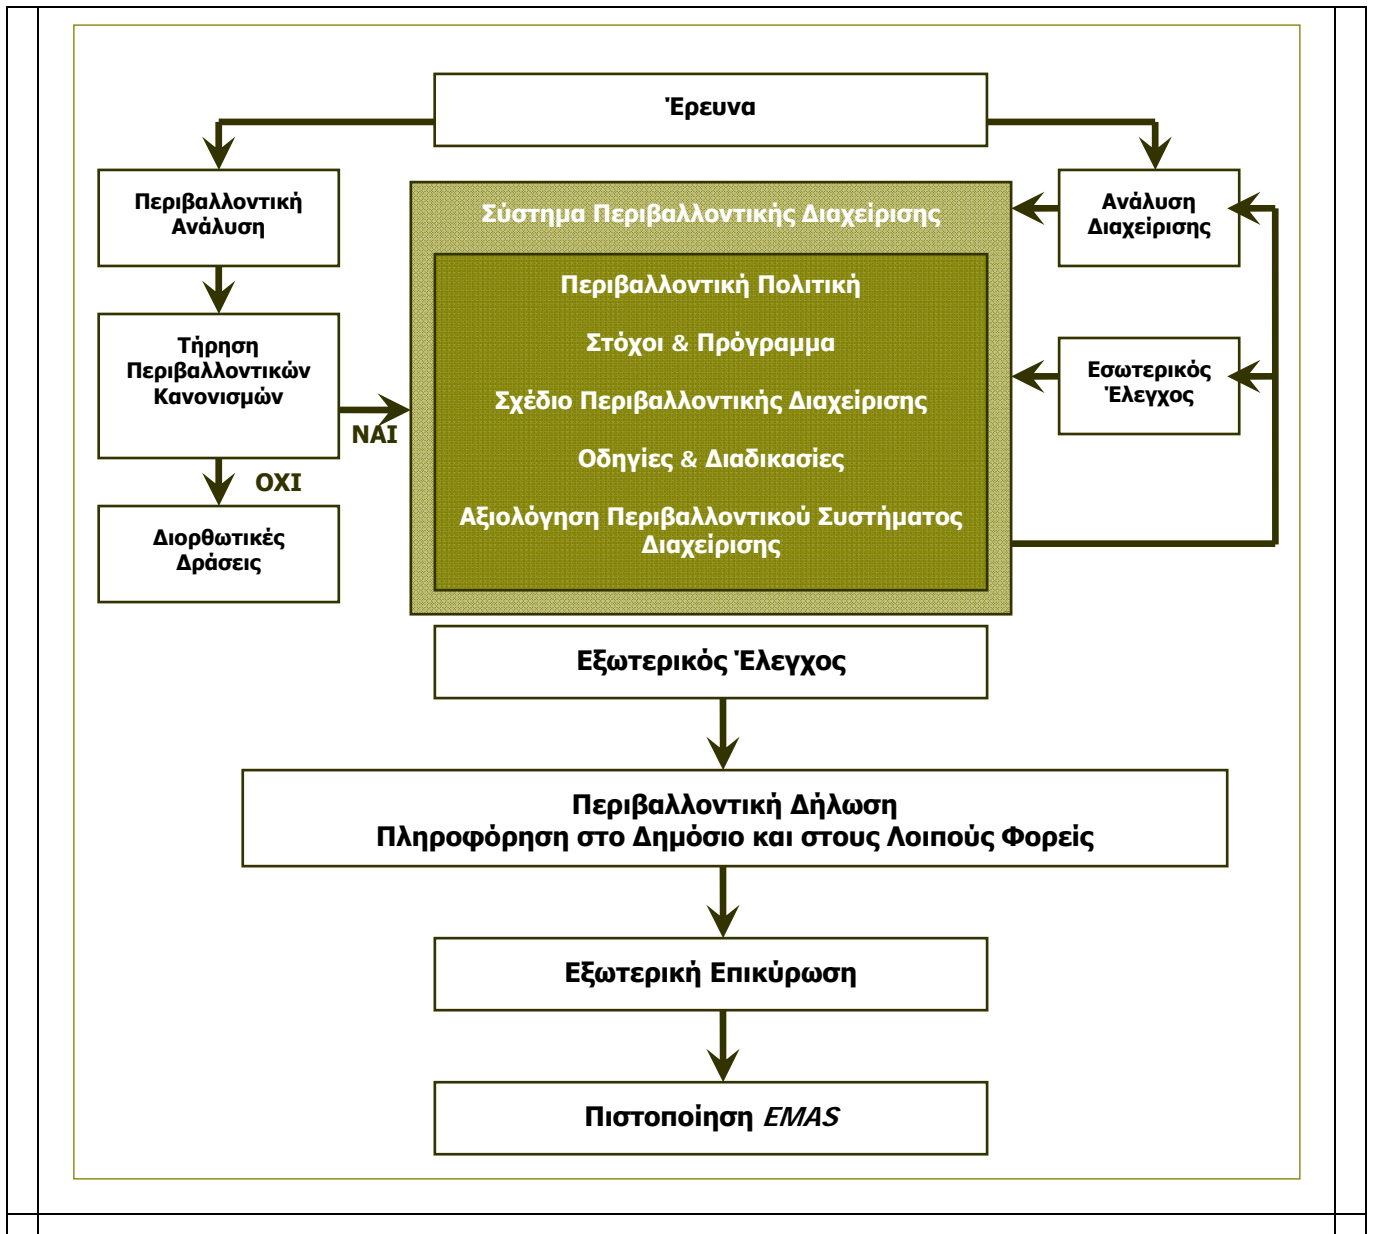 Έρευνα
Περιβαλλοντική
Ανάλυση
Σύστημα Περιβαλλοντικής Διαχείρισης
Ανάλυση
Διαχείρισης
Περιβαλλοντική Πολιτική
Στόχοι & Πρόγραμμα
Σχέδιο Περιβαλλοντικής Διαχείρισης
Οδηγίες & Διαδικασίες
Αξιολόγηση Περιβαλλοντικού Συστήματος
Διαχείρισης
Τήρηση
Περιβαλλοντικών
Κανονισμών
ΝΑΙ
ΟΧΙ
Διορθωτικές
Δράσεις
Εσωτερικός
Έλεγχος
Εξωτερικός Έλεγχος
Περιβαλλοντική Δήλωση
Πληροφόρηση στο Δημόσιο και στους Λοιπούς Φορείς
Εξωτερική Επικύρωση
Πιστοποίηση EMAS